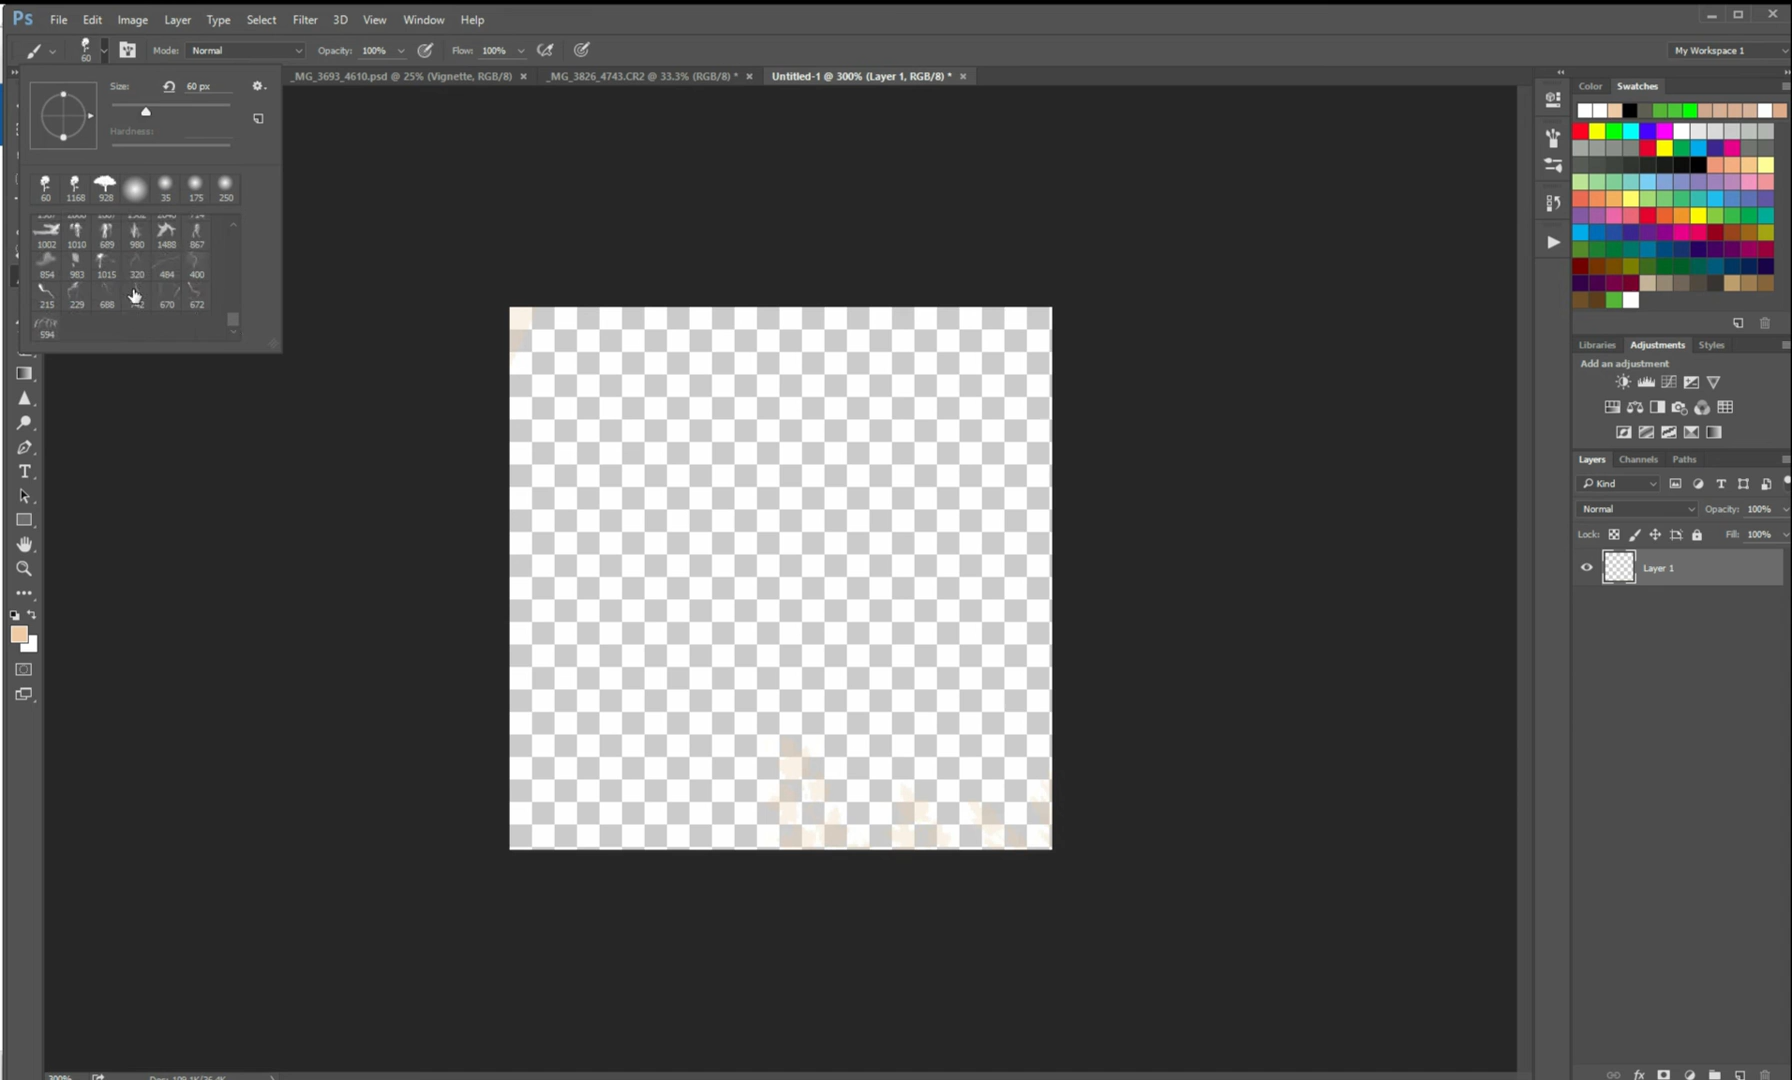 Ps File Edit Image Layer Type Select Filter 3D View Window Help
60 Mode: Normal Opacity: 100% Flow: 100% My Workspace 1
_MG_3693_4610.psd @ 25% (Vignette, RGB/8) × _MG_3826_4743.CR2 @ 33.3% (RGB/8) * × Untitled-1 @ 300% (Layer 1, RGB/8) * ×
Size: 60 px
Hardness:
60 1168 928 35 175 250
1002 1010 689 980 1488 867
854 983 1015 320 484 400
215 229 688 670 672
594
Color Swatches
Libraries Adjustments Styles
Add an adjustment
Layers Channels Paths
Kind
Normal Opacity: 100%
Lock: Fill: 100%
Layer 1
300%